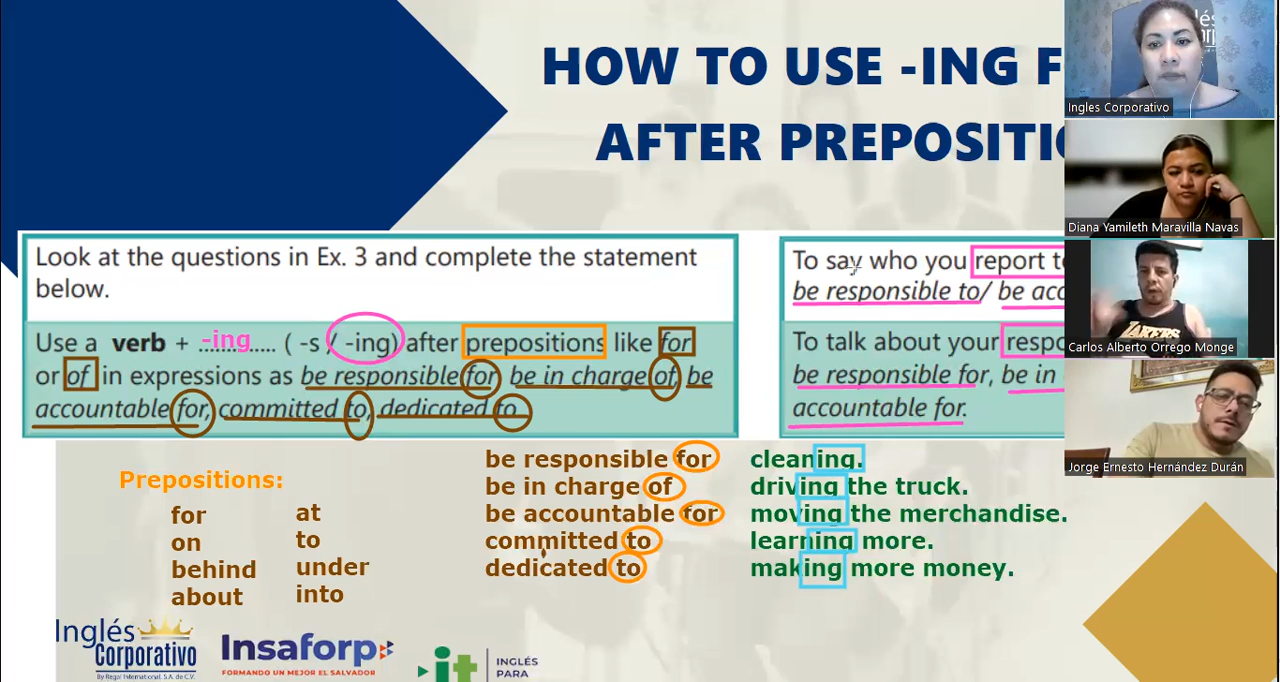 HOW TO USE -ING F
AFTER PREPOSITIO
Look at the questions in Ex. 3 and complete the statement
below.
Use a verb + -ing ............ ( -s / -ing) after prepositions like for
or of in expressions as be responsible for, be in charge of, be
accountable for, committed to, dedicated to
To say who you report to
be responsible to/ be acc
To talk about your respo
be responsible for, be in
accountable for.
Prepositions:
for
on
behind
about
at
to
under
into
be responsible for cleaning.
be in charge of driving the truck.
be accountable for moving the merchandise.
committed to learning more.
dedicated to making more money.
Inglés
Corporativo
By Regal International, S.A. de C.V.
Insaforp
FORMANDO UN MEJOR EL SALVADOR
it
INGLÉS
PARA
Ingles Corporativo
Diana Yamileth Maravilla Navas
Carlos Alberto Orrego Monge
LAKERS
Jorge Ernesto Hernández Durán